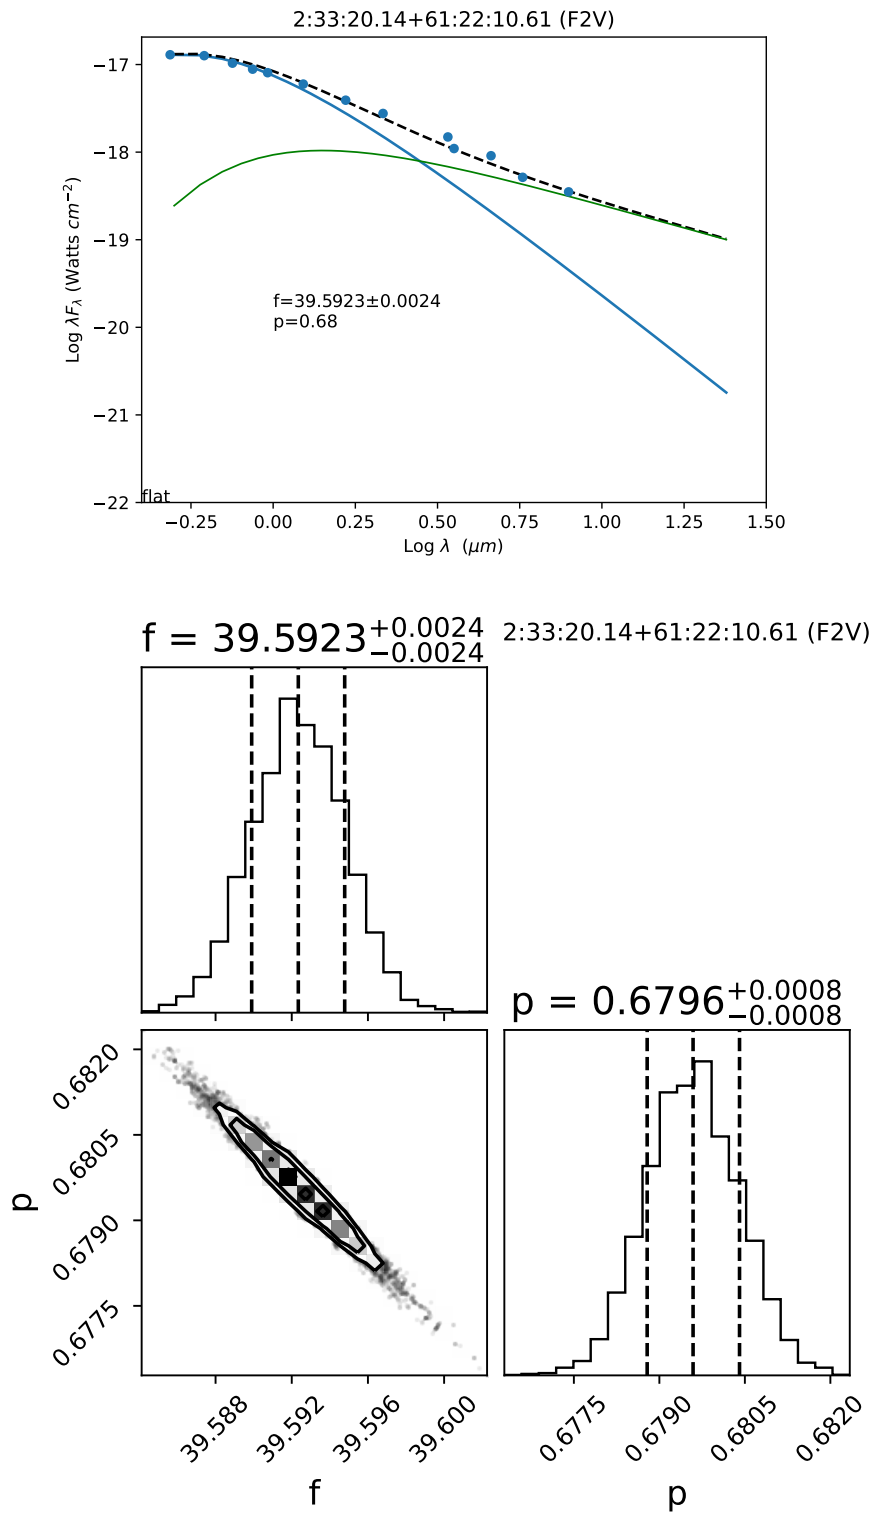 2:33:20.14+61:22:10.61 (F2V)
−17
−18
−19
−20
−21
−22
Log λF_λ (Watts cm^−2)
f=39.5923±0.0024
p=0.68
flat
−0.25 0.00 0.25 0.50 0.75 1.00 1.25 1.50
Log λ (μm)
f = 39.5923 +0.0024 −0.0024
2:33:20.14+61:22:10.61 (F2V)
p = 0.6796 +0.0008 −0.0008
0.6820
0.6805
0.6790
0.6775
p
39.588 39.592 39.596 39.600
f
0.6775 0.6790 0.6805 0.6820
p